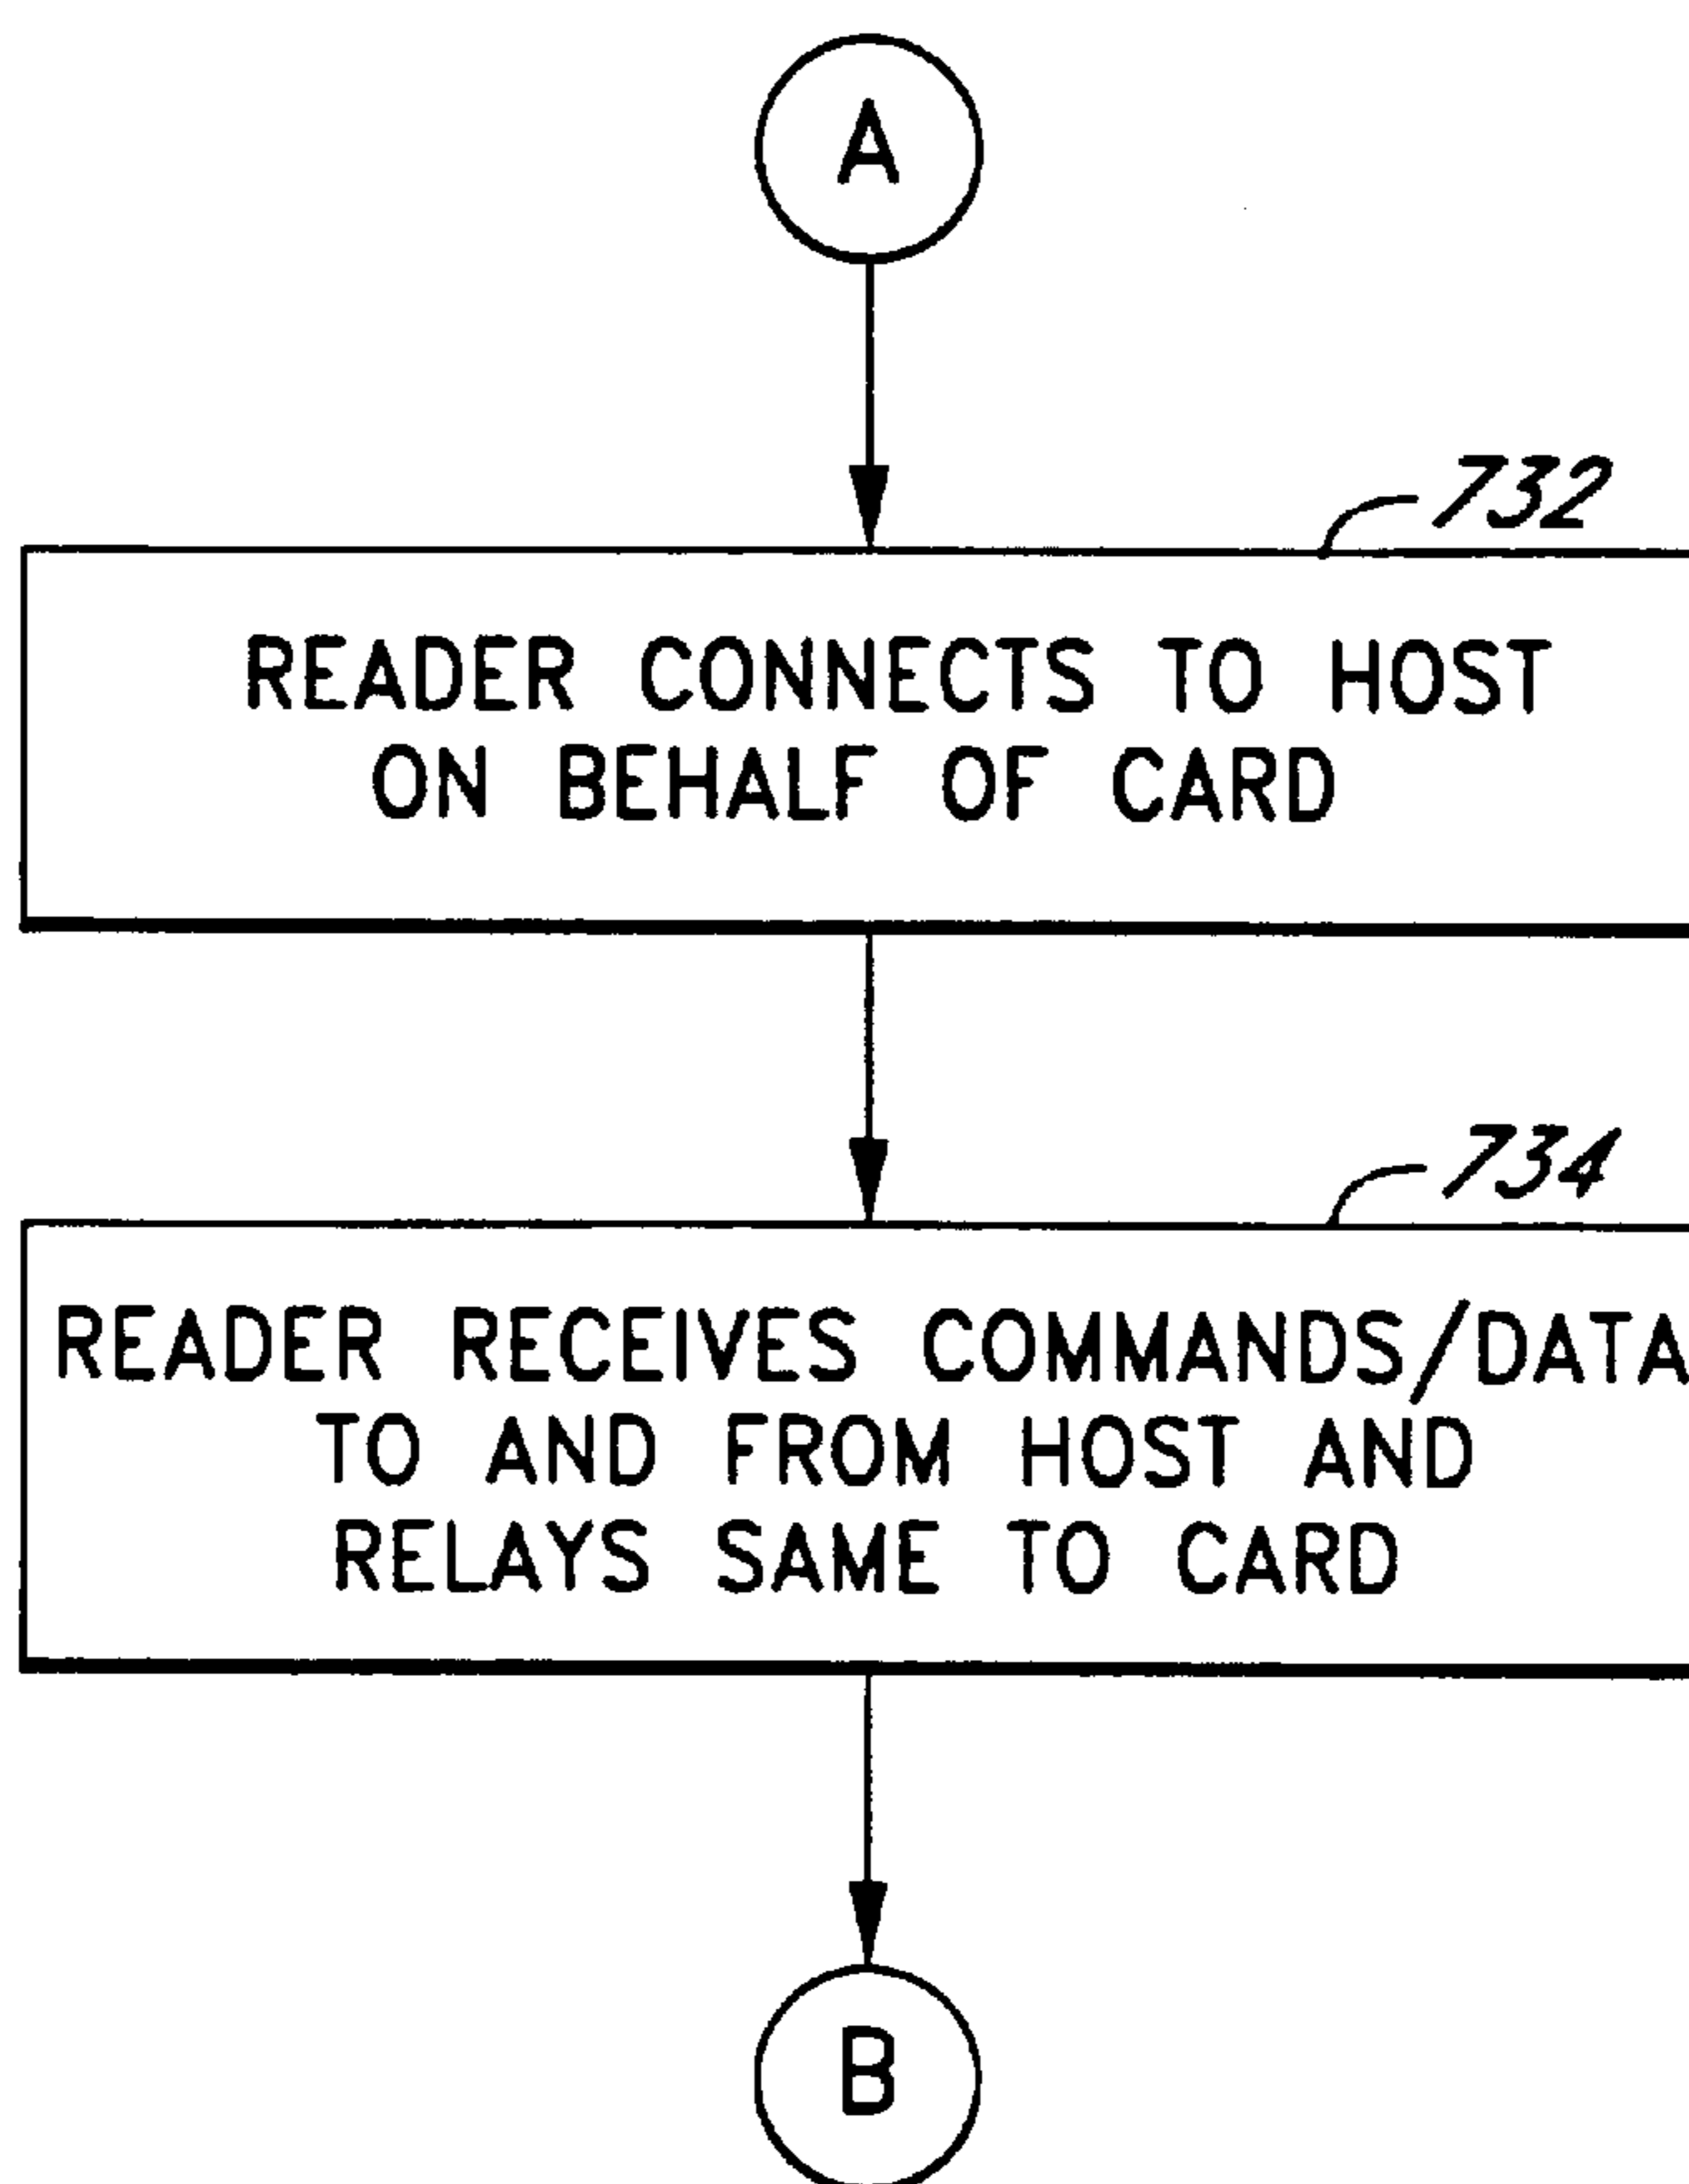 A
732
READER CONNECTS TO HOST
ON BEHALF OF CARD
734
READER RECEIVES COMMANDS/DATA
TO AND FROM HOST AND
RELAYS SAME TO CARD
B